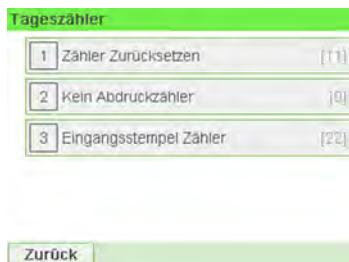 Tageszähler
1 Zähler Zurücksetzen [11]
2 Kein Abdruckzähler [0]
3 Eingangsstempel Zähler [22]
Zurück